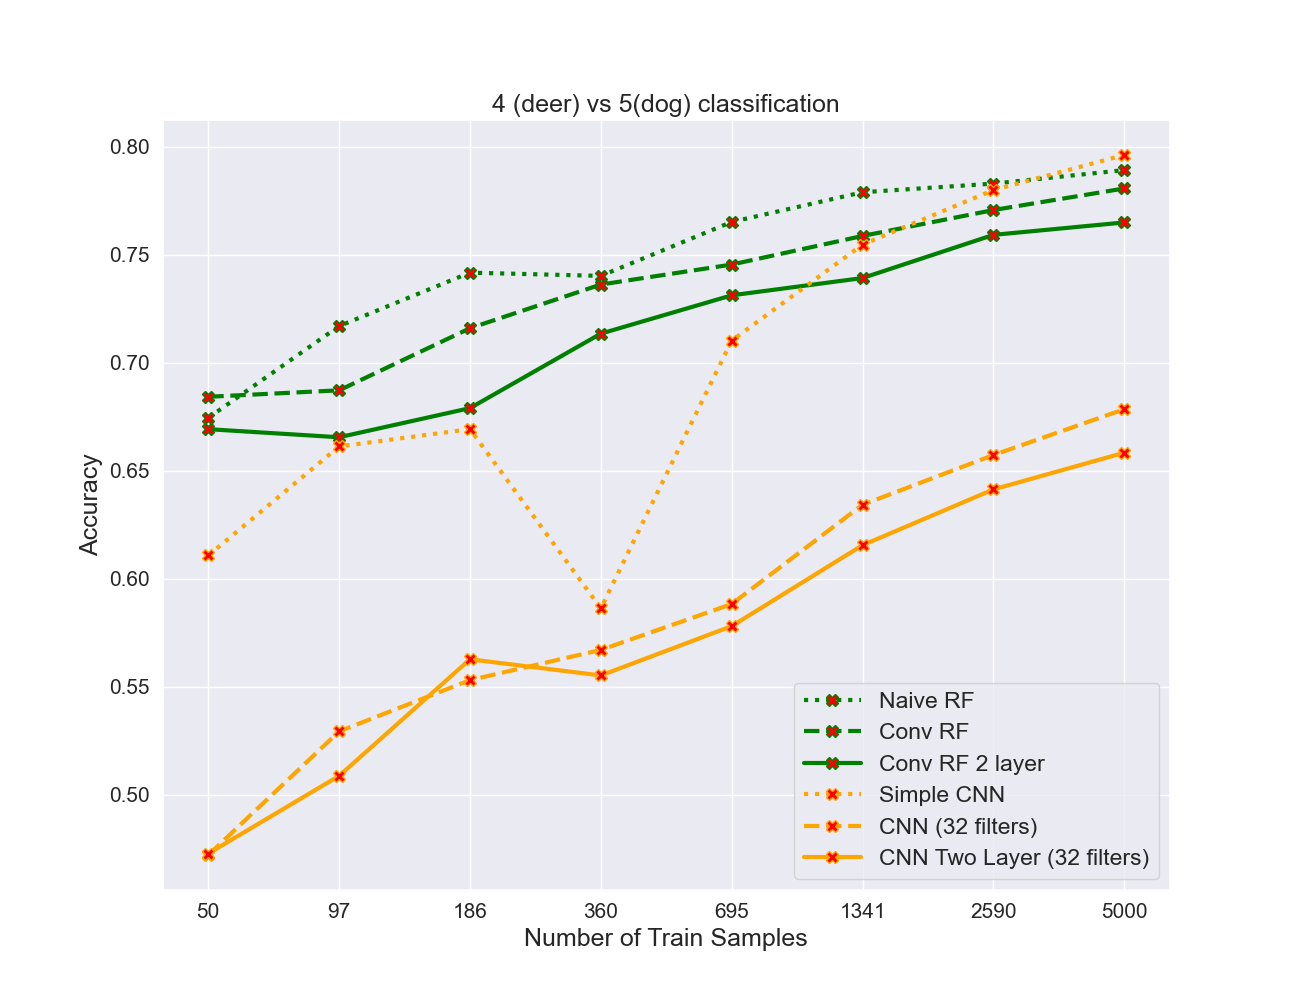 4 (deer) vs 5(dog) classification
0.80
0.75
0.70
0.65
0.60
0.55
0.50
Accuracy
Naive RF
Conv RF
Conv RF 2 layer
Simple CNN
CNN (32 filters)
CNN Two Layer (32 filters)
50 97 186 360 695 1341 2590 5000
Number of Train Samples